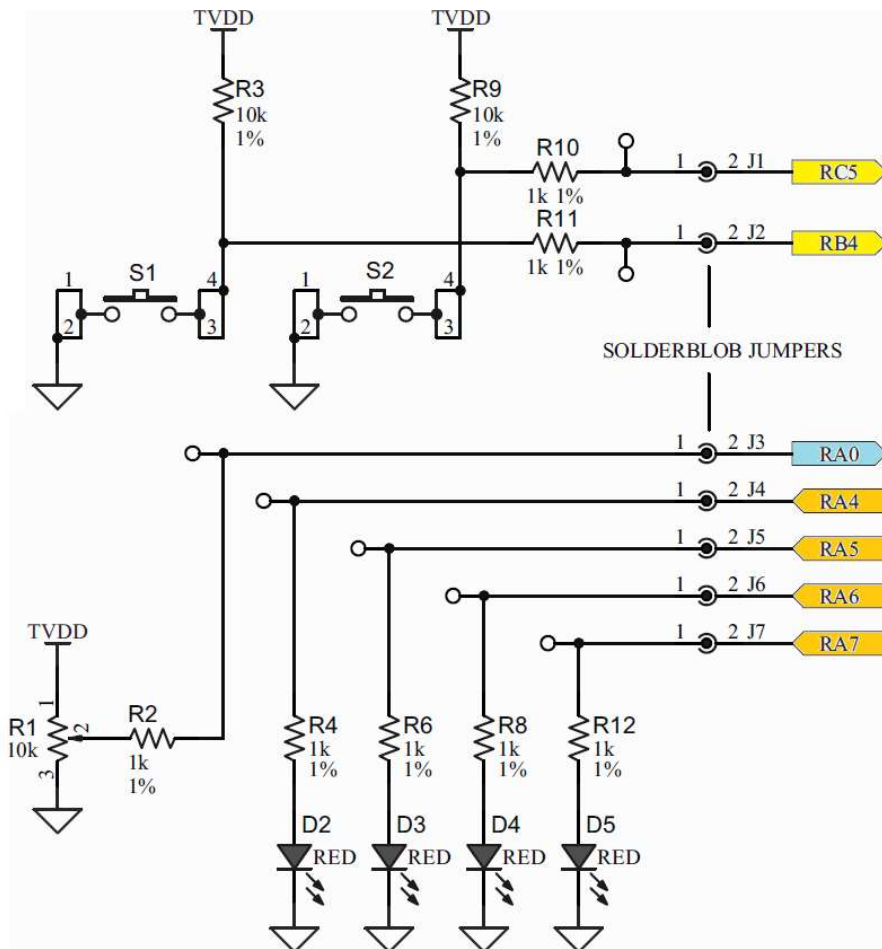 TVDD TVDD
R3
10k
1%
R9
10k
1%
R10
1k 1%
1 2 J1 RC5
R11
1k 1%
1 2 J2 RB4
1 S1 4
2 3
1 S2 4
2 3
SOLDERBLOB JUMPERS
1 2 J3 RA0
1 2 J4 RA4
1 2 J5 RA5
1 2 J6 RA6
1 2 J7 RA7
TVDD
1
R1
10k
2
3
R2
1k
1%
R4
1k
1%
R6
1k
1%
R8
1k
1%
R12
1k
1%
D2
RED
D3
RED
D4
RED
D5
RED